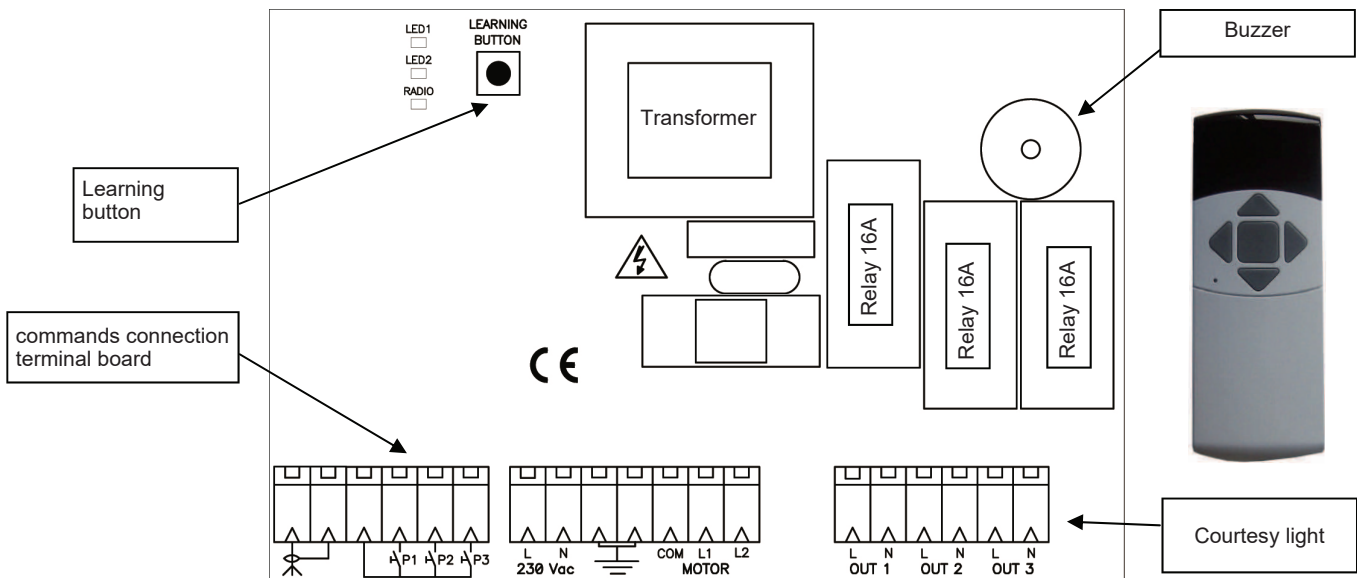 LED1
LED2
RADIO
LEARNING
BUTTON
Transformer
Buzzer
Learning
button
Relay 16A
Relay 16A
Relay 16A
commands connection
terminal board
CE
P1 P2 P3
L N COM L1 L2
230 Vac MOTOR
L N L N L N
OUT 1 OUT 2 OUT 3
Courtesy light